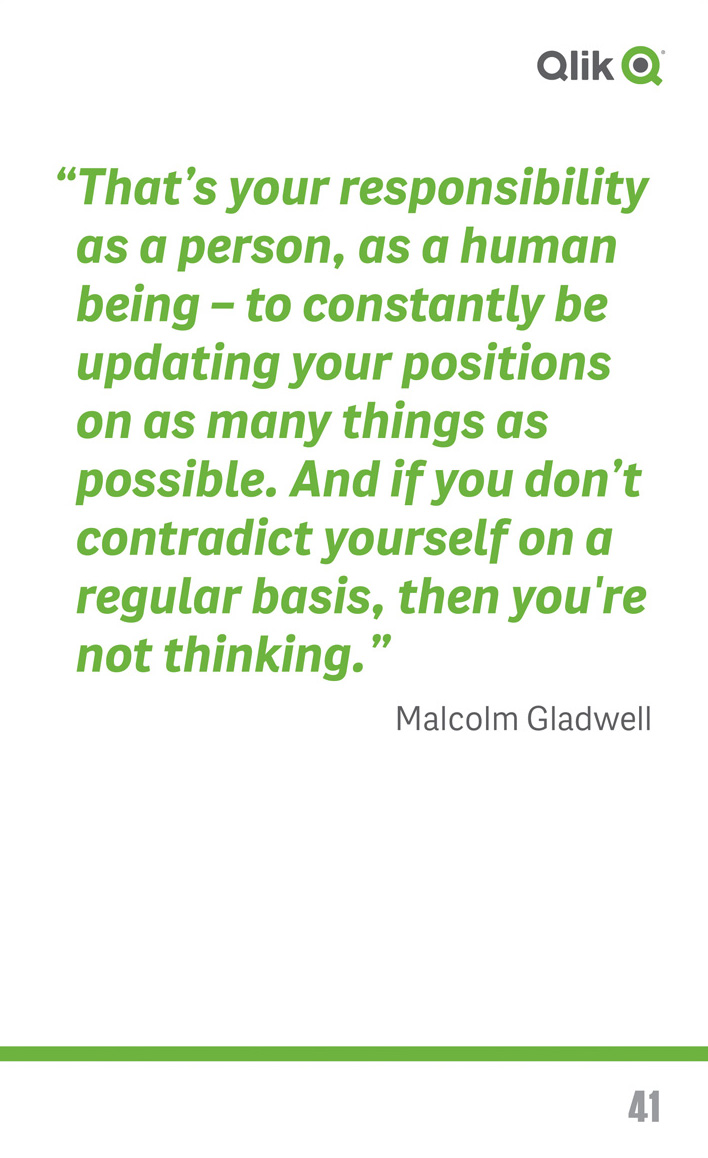 Qlik
“That’s your responsibility
as a person, as a human
being – to constantly be
updating your positions
on as many things as
possible. And if you don’t
contradict yourself on a
regular basis, then you're
not thinking.”
Malcolm Gladwell
41